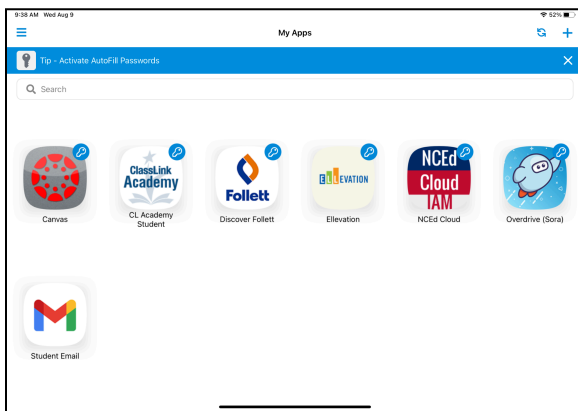 9:38 AM Wed Aug 9
52%
My Apps
Tip - Activate AutoFill Passwords
Search
ClassLink
Academy
Follett
ELLEVATION
NCEd
Cloud
IAM
Canvas
CL Academy
Student
Discover Follett
Ellevation
NCEd Cloud
Overdrive (Sora)
Student Email